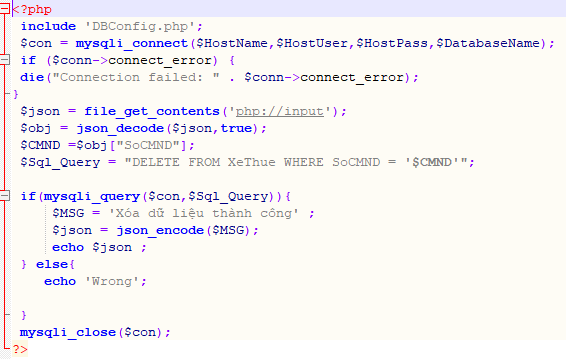 <?php
include 'DBConfig.php';
$con = mysqli_connect($HostName,$HostUser,$HostPass,$DatabaseName);
if ($conn->connect_error) {
die("Connection failed: " . $conn->connect_error);
}
$json = file_get_contents('php://input');
$obj = json_decode($json,true);
$CMND =$obj["SoCMND"];
$Sql_Query = "DELETE FROM XeThue WHERE SoCMND = '$CMND'";
if(mysqli_query($con,$Sql_Query)){
$MSG = 'Xóa dữ liệu thành công' ;
$json = json_encode($MSG);
echo $json ;
} else{
echo 'Wrong';
}
mysqli_close($con);
?>